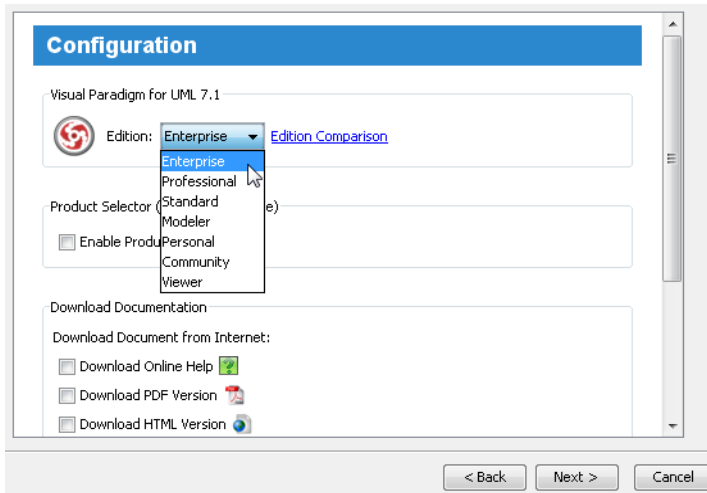 Configuration
Visual Paradigm for UML 7.1
Edition: Enterprise Edition Comparison
Enterprise
Professional
Standard
Modeler
Personal
Community
Viewer
Product Selector ( e)
Enable Produ
Download Documentation
Download Document from Internet:
Download Online Help
Download PDF Version
Download HTML Version
< Back Next > Cancel